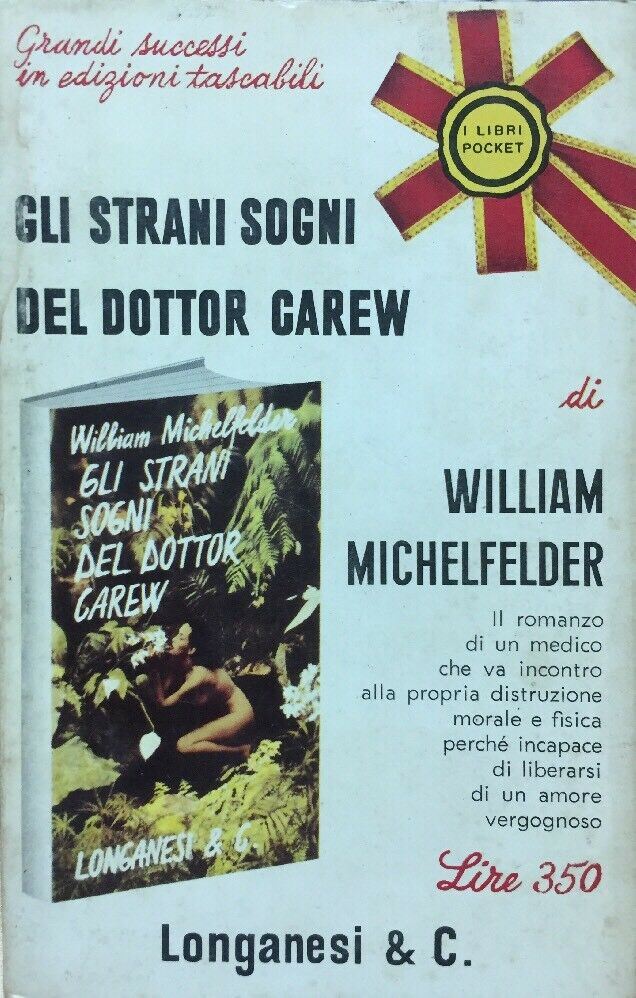 Grandi successi
in edizioni tascabili
I LIBRI
POCKET
GLI STRANI SOGNI
DEL DOTTOR CAREW
di
WILLIAM
MICHELFELDER
William Michelfelder
GLI STRANI
SOGNI
DEL DOTTOR
CAREW
LONGANESI & C.
Il romanzo
di un medico
che va incontro
alla propria distruzione
morale e fisica
perché incapace
di liberarsi
di un amore
vergognoso
Lire 350
Longanesi & C.